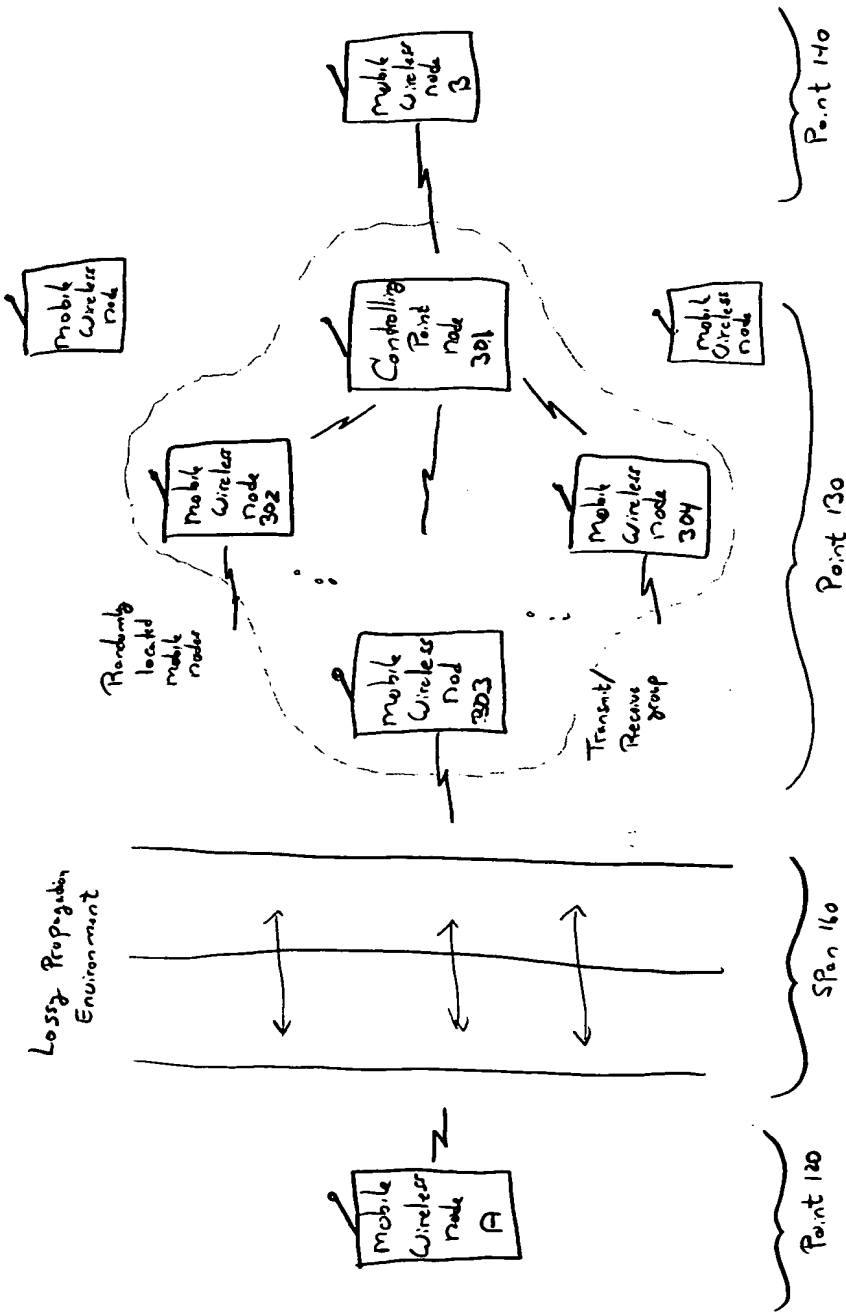 Lossy Propagation
Environment
Mobile
Wireless
node
Randomly
located
mobile
nodes
Mobile
Wireless
node
302
Mobile
Wireless
node
A
Mobile
Wireless
nod
303
Controlling
Point
node
301
Mobile
Wireless
node
B
Transmit/
Receive
group
Mobile
Wireless
node
304
Mobile
Wireless
node
Point 120
Span 160
Point 130
Point 140